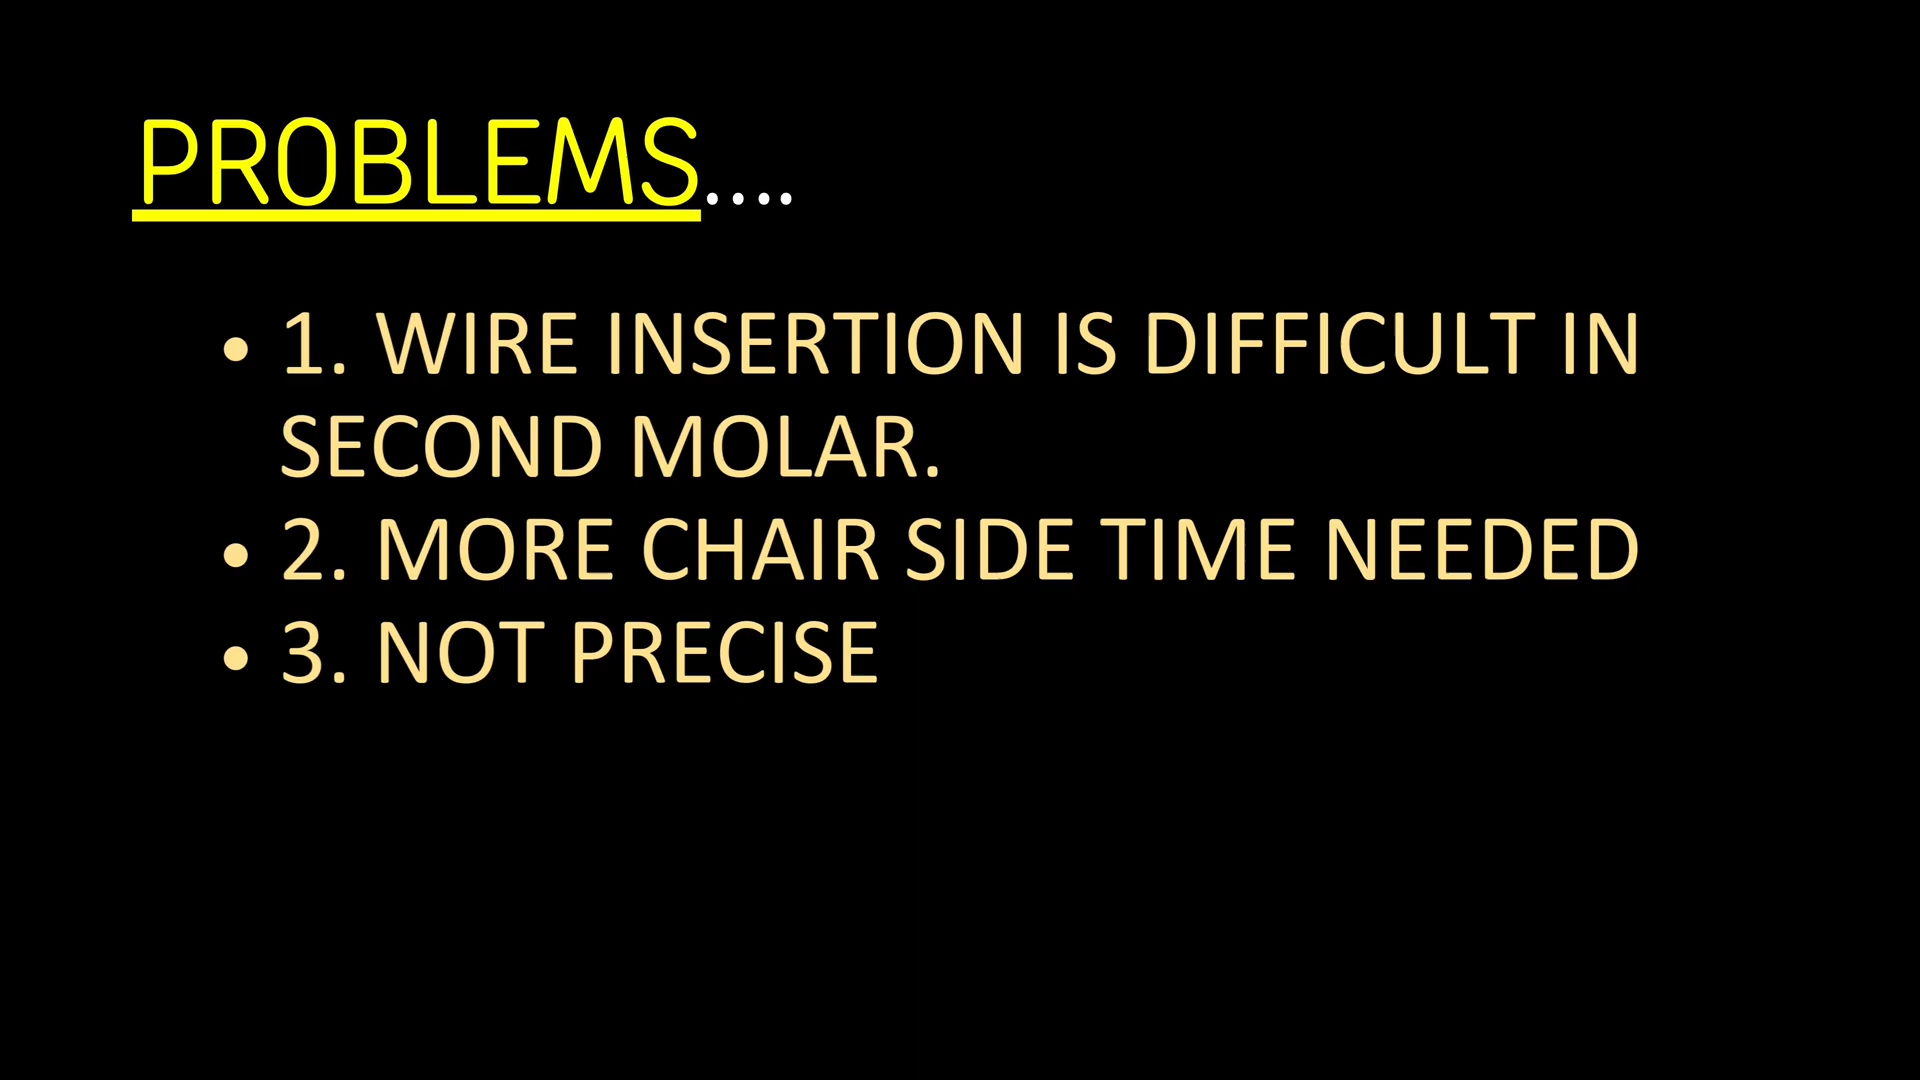 PROBLEMS....
• 1. WIRE INSERTION IS DIFFICULT IN
SECOND MOLAR.
• 2. MORE CHAIR SIDE TIME NEEDED
• 3. NOT PRECISE